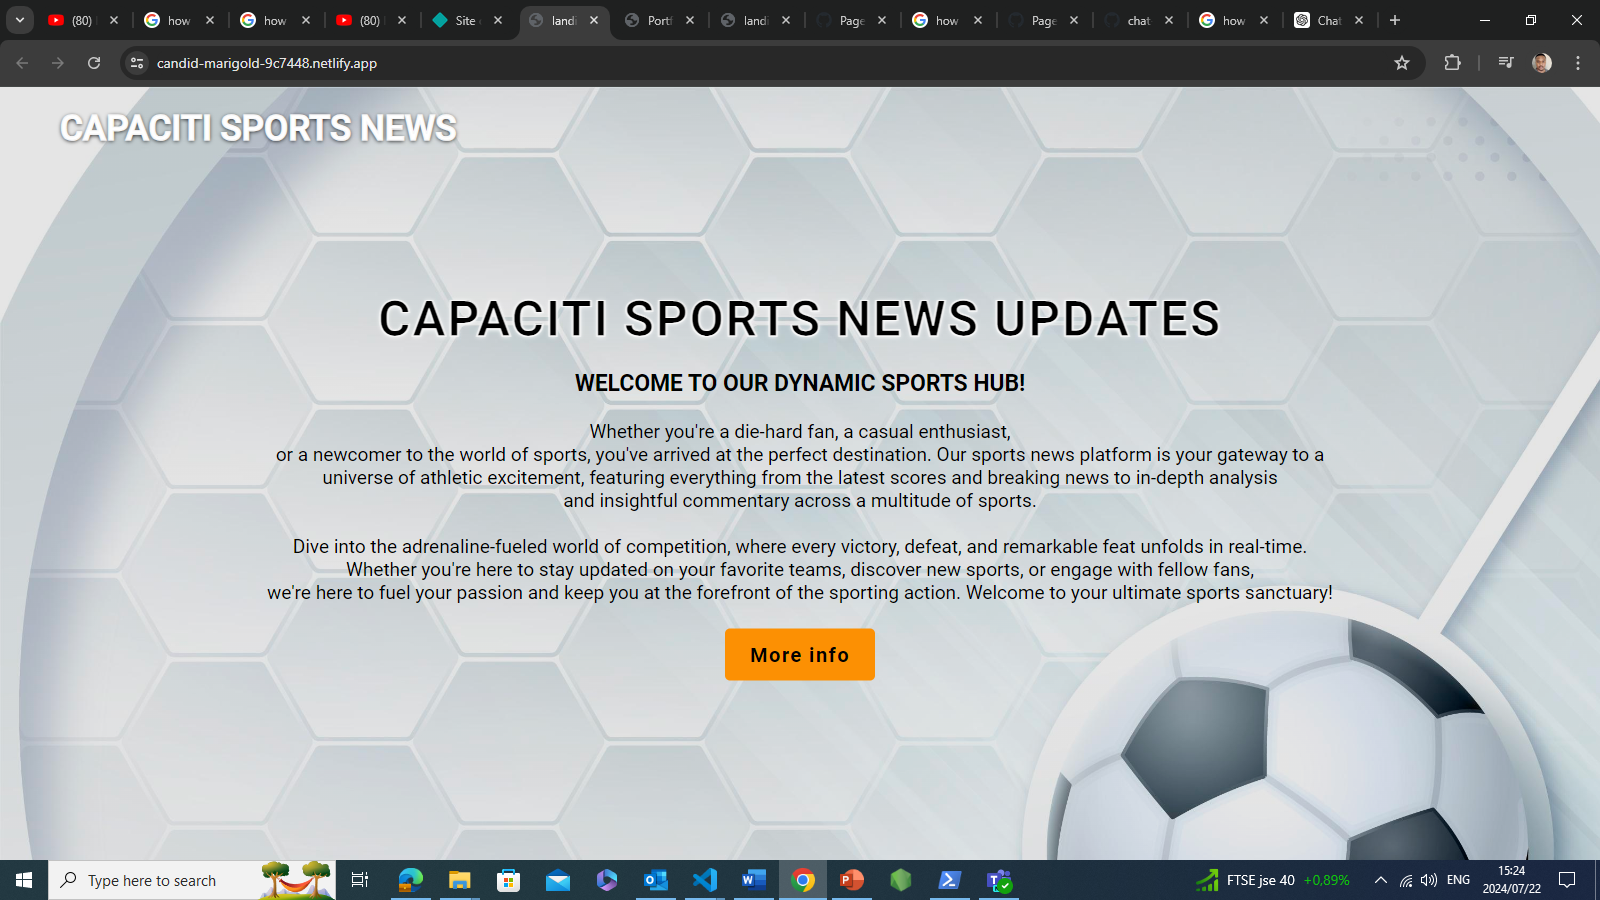 (80)
how
how
(80)
Site
landi
Portf
landi
Page
how
Page
chat
how
Chat
candid-marigold-9c7448.netlify.app
CAPACITI SPORTS NEWS
CAPACITI SPORTS NEWS UPDATES
WELCOME TO OUR DYNAMIC SPORTS HUB!
Whether you're a die-hard fan, a casual enthusiast,
or a newcomer to the world of sports, you've arrived at the perfect destination. Our sports news platform is your gateway to a
universe of athletic excitement, featuring everything from the latest scores and breaking news to in-depth analysis
and insightful commentary across a multitude of sports.
Dive into the adrenaline-fueled world of competition, where every victory, defeat, and remarkable feat unfolds in real-time.
Whether you're here to stay updated on your favorite teams, discover new sports, or engage with fellow fans,
we're here to fuel your passion and keep you at the forefront of the sporting action. Welcome to your ultimate sports sanctuary!
More info
Type here to search
FTSE jse 40 +0,89%
ENG
15:24
2024/07/22